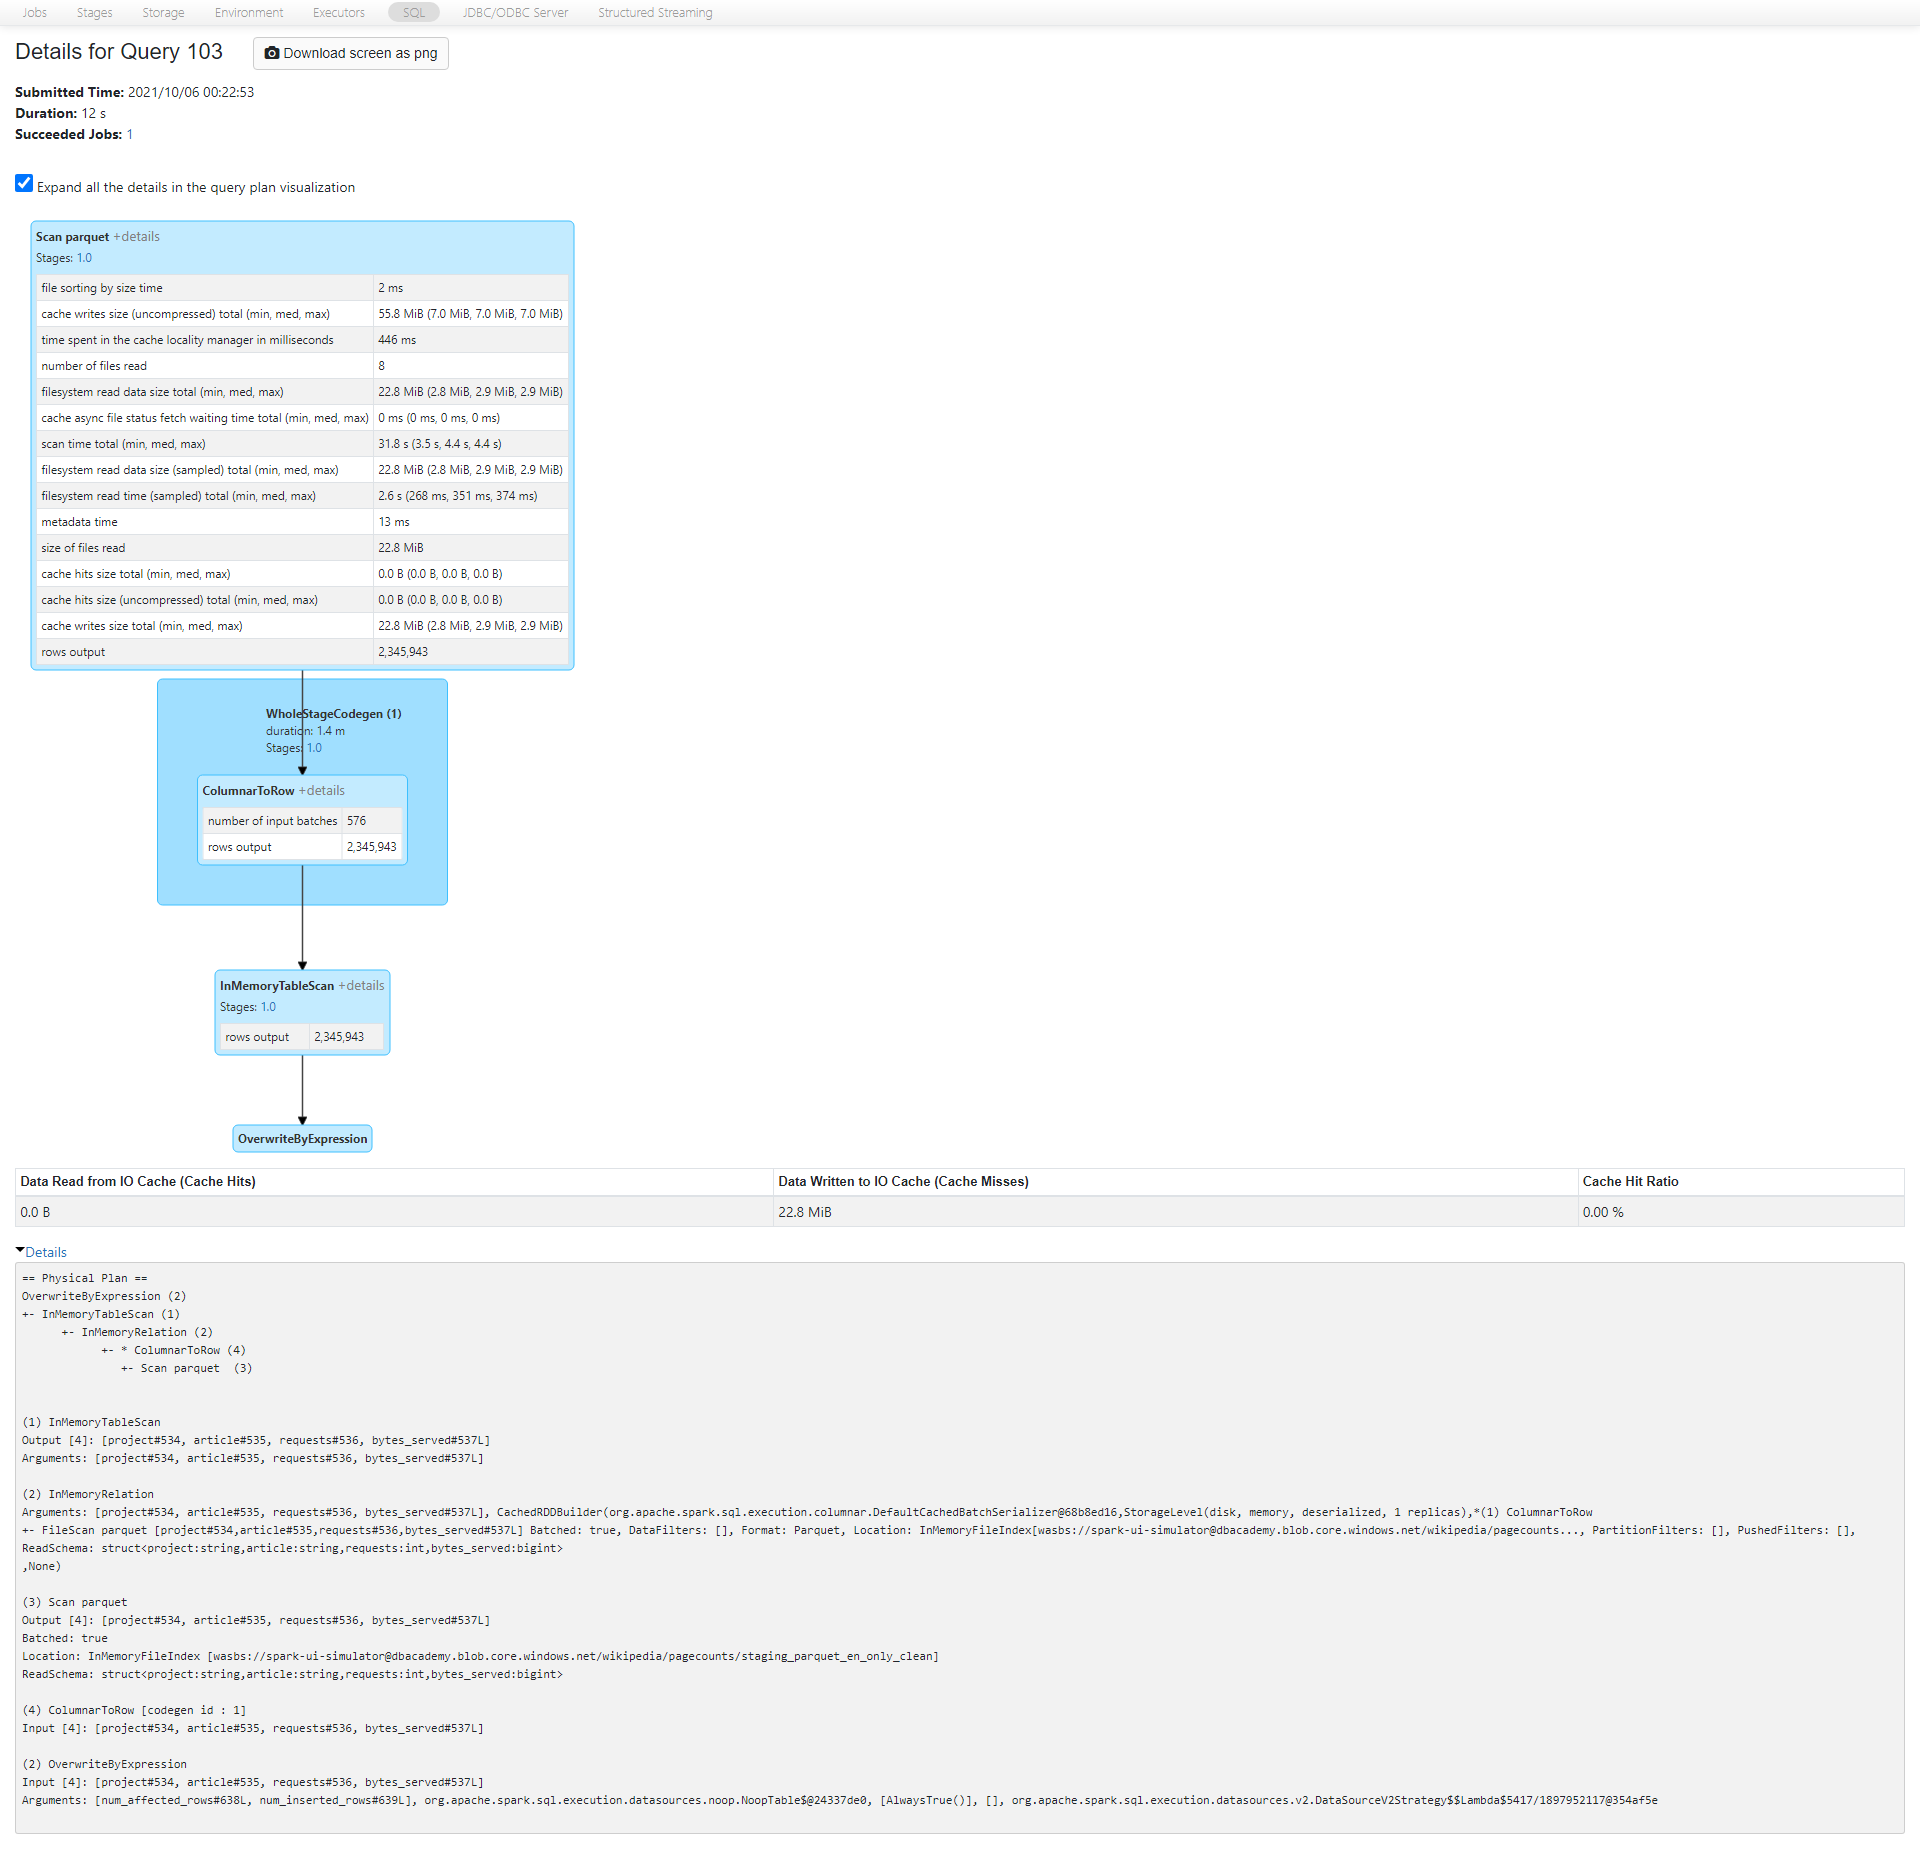 Jobs Stages Storage Environment Executors SQL JDBC/ODBC Server Structured Streaming
Details for Query 103 Download screen as png
Submitted Time: 2021/10/06 00:22:53
Duration: 12 s
Succeeded Jobs: 1
Expand all the details in the query plan visualization
Scan parquet +details
Stages: 1.0
file sorting by size time 2 ms
cache writes size (uncompressed) total (min, med, max) 55.8 MiB (7.0 MiB, 7.0 MiB, 7.0 MiB)
time spent in the cache locality manager in milliseconds 446 ms
number of files read 8
filesystem read data size total (min, med, max) 22.8 MiB (2.8 MiB, 2.9 MiB, 2.9 MiB)
cache async file status fetch waiting time total (min, med, max) 0 ms (0 ms, 0 ms, 0 ms)
scan time total (min, med, max) 31.8 s (3.5 s, 4.4 s, 4.4 s)
filesystem read data size (sampled) total (min, med, max) 22.8 MiB (2.8 MiB, 2.9 MiB, 2.9 MiB)
filesystem read time (sampled) total (min, med, max) 2.6 s (268 ms, 351 ms, 374 ms)
metadata time 13 ms
size of files read 22.8 MiB
cache hits size total (min, med, max) 0.0 B (0.0 B, 0.0 B, 0.0 B)
cache hits size (uncompressed) total (min, med, max) 0.0 B (0.0 B, 0.0 B, 0.0 B)
cache writes size total (min, med, max) 22.8 MiB (2.8 MiB, 2.9 MiB, 2.9 MiB)
rows output 2,345,943
WholeStageCodegen (1)
duration: 1.4 m
Stages: 1.0
ColumnarToRow +details
number of input batches 576
rows output 2,345,943
InMemoryTableScan +details
Stages: 1.0
rows output 2,345,943
OverwriteByExpression
Data Read from IO Cache (Cache Hits) Data Written to IO Cache (Cache Misses) Cache Hit Ratio
0.0 B 22.8 MiB 0.00 %
Details
== Physical Plan ==
OverwriteByExpression (2)
+- InMemoryTableScan (1)
+- InMemoryRelation (2)
+- * ColumnarToRow (4)
+- Scan parquet (3)
(1) InMemoryTableScan
Output [4]: [project#534, article#535, requests#536, bytes_served#537L]
Arguments: [project#534, article#535, requests#536, bytes_served#537L]
(2) InMemoryRelation
Arguments: [project#534, article#535, requests#536, bytes_served#537L], CachedRDDBuilder(org.apache.spark.sql.execution.columnar.DefaultCachedBatchSerializer@68b8ed16,StorageLevel(disk, memory, deserialized, 1 replicas),*(1) ColumnarToRow
+- FileScan parquet [project#534,article#535,requests#536,bytes_served#537L] Batched: true, DataFilters: [], Format: Parquet, Location: InMemoryFileIndex[wasbs://spark-ui-simulator@dbacademy.blob.core.windows.net/wikipedia/pagecounts..., PartitionFilters: [], PushedFilters: [],
ReadSchema: struct<project:string,article:string,requests:int,bytes_served:bigint>
,None)
(3) Scan parquet
Output [4]: [project#534, article#535, requests#536, bytes_served#537L]
Batched: true
Location: InMemoryFileIndex [wasbs://spark-ui-simulator@dbacademy.blob.core.windows.net/wikipedia/pagecounts/staging_parquet_en_only_clean]
ReadSchema: struct<project:string,article:string,requests:int,bytes_served:bigint>
(4) ColumnarToRow [codegen id : 1]
Input [4]: [project#534, article#535, requests#536, bytes_served#537L]
(2) OverwriteByExpression
Input [4]: [project#534, article#535, requests#536, bytes_served#537L]
Arguments: [num_affected_rows#638L, num_inserted_rows#639L], org.apache.spark.sql.execution.datasources.noop.NoopTable$@24337de0, [AlwaysTrue()], [], org.apache.spark.sql.execution.datasources.v2.DataSourceV2Strategy$$Lambda$5417/1897952117@354af5e